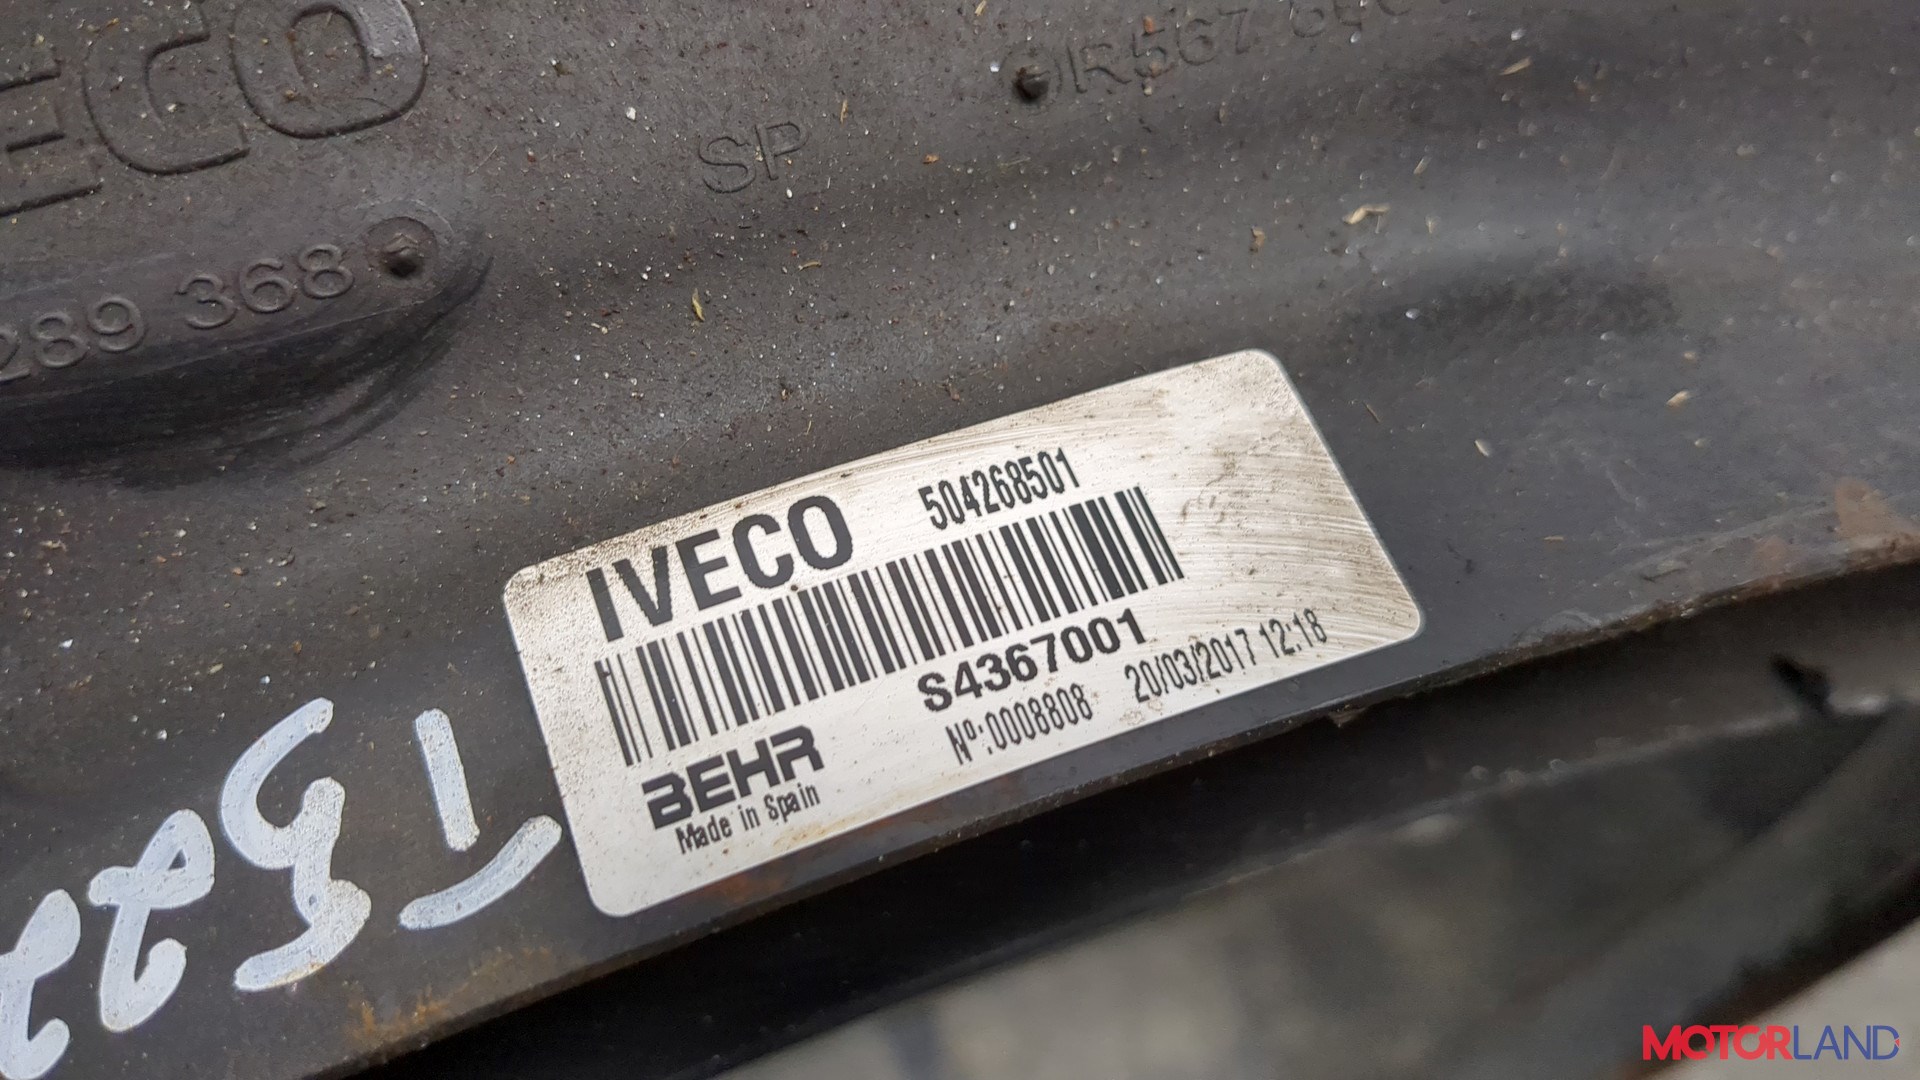 ECO
SP
289 368
IVECO 504268501
S4367001
BEHR Nº:0008808 20/03/2017 12:18
Made in Spain
MOTORLAND